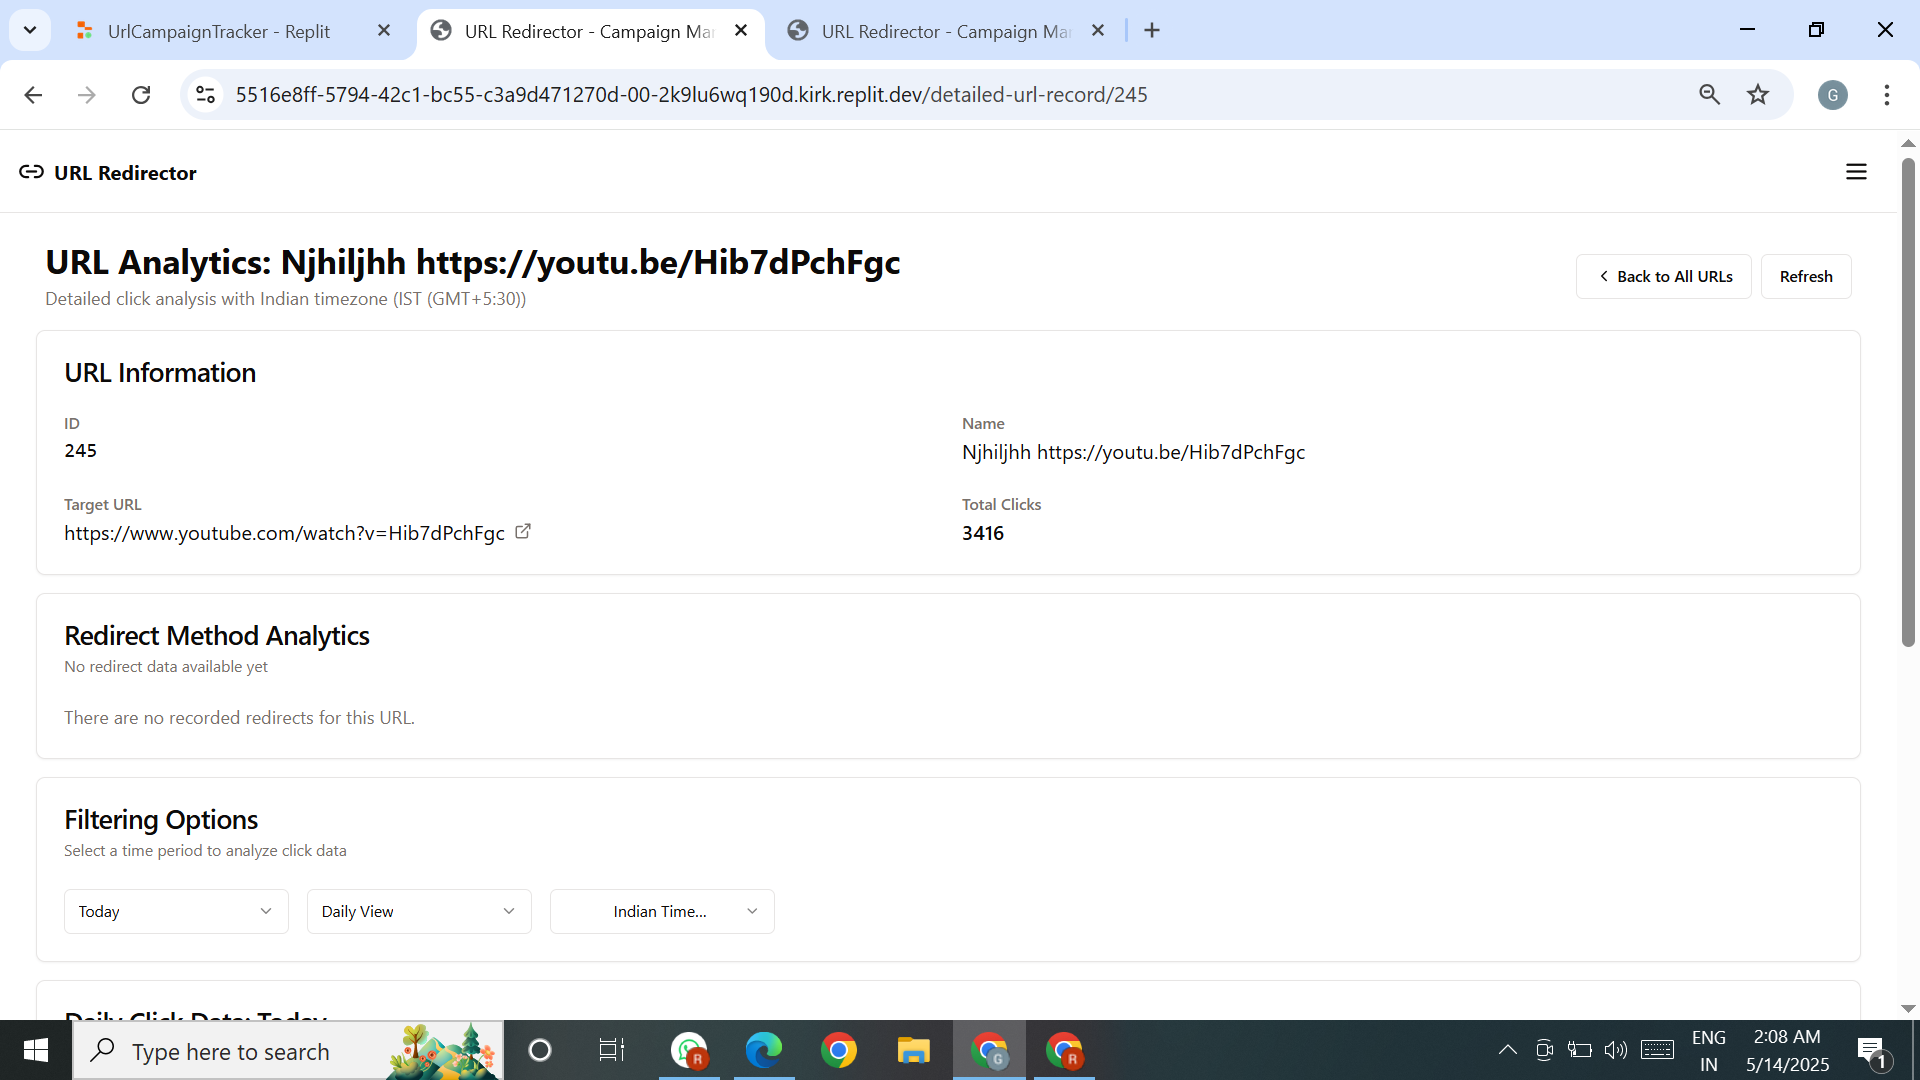 UrlCampaignTracker - Replit
URL Redirector - Campaign Ma
URL Redirector - Campaign Ma
5516e8ff-5794-42c1-bc55-c3a9d471270d-00-2k9lu6wq190d.kirk.replit.dev/detailed-url-record/245
G
URL Redirector
URL Analytics: Njhiljhh https://youtu.be/Hib7dPchFgc
Detailed click analysis with Indian timezone (IST (GMT+5:30))
Back to All URLs
Refresh
URL Information
ID
245
Name
Njhiljhh https://youtu.be/Hib7dPchFgc
Target URL
https://www.youtube.com/watch?v=Hib7dPchFgc
Total Clicks
3416
Redirect Method Analytics
No redirect data available yet
There are no recorded redirects for this URL.
Filtering Options
Select a time period to analyze click data
Today
Daily View
Indian Time...
Daily Click Data: Today
Type here to search
R
G
R
ENG
IN
2:08 AM
5/14/2025
1